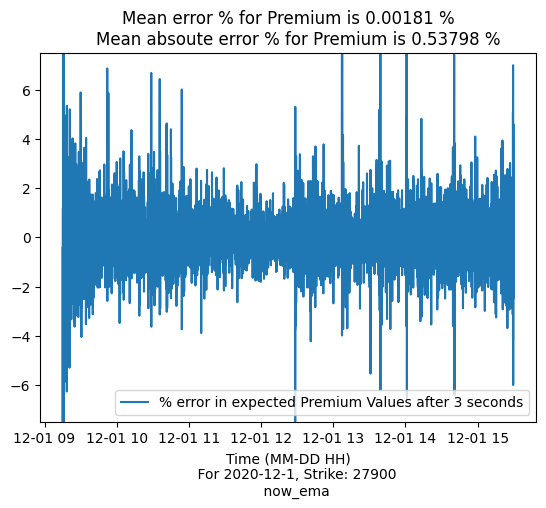 Mean error % for Premium is 0.00181 %
Mean absoute error % for Premium is 0.53798 %
6
4
2
0
−2
−4
−6
% error in expected Premium Values after 3 seconds
12-01 09 12-01 10 12-01 11 12-01 12 12-01 13 12-01 14 12-01 15
Time (MM-DD HH)
For 2020-12-1, Strike: 27900
now_ema